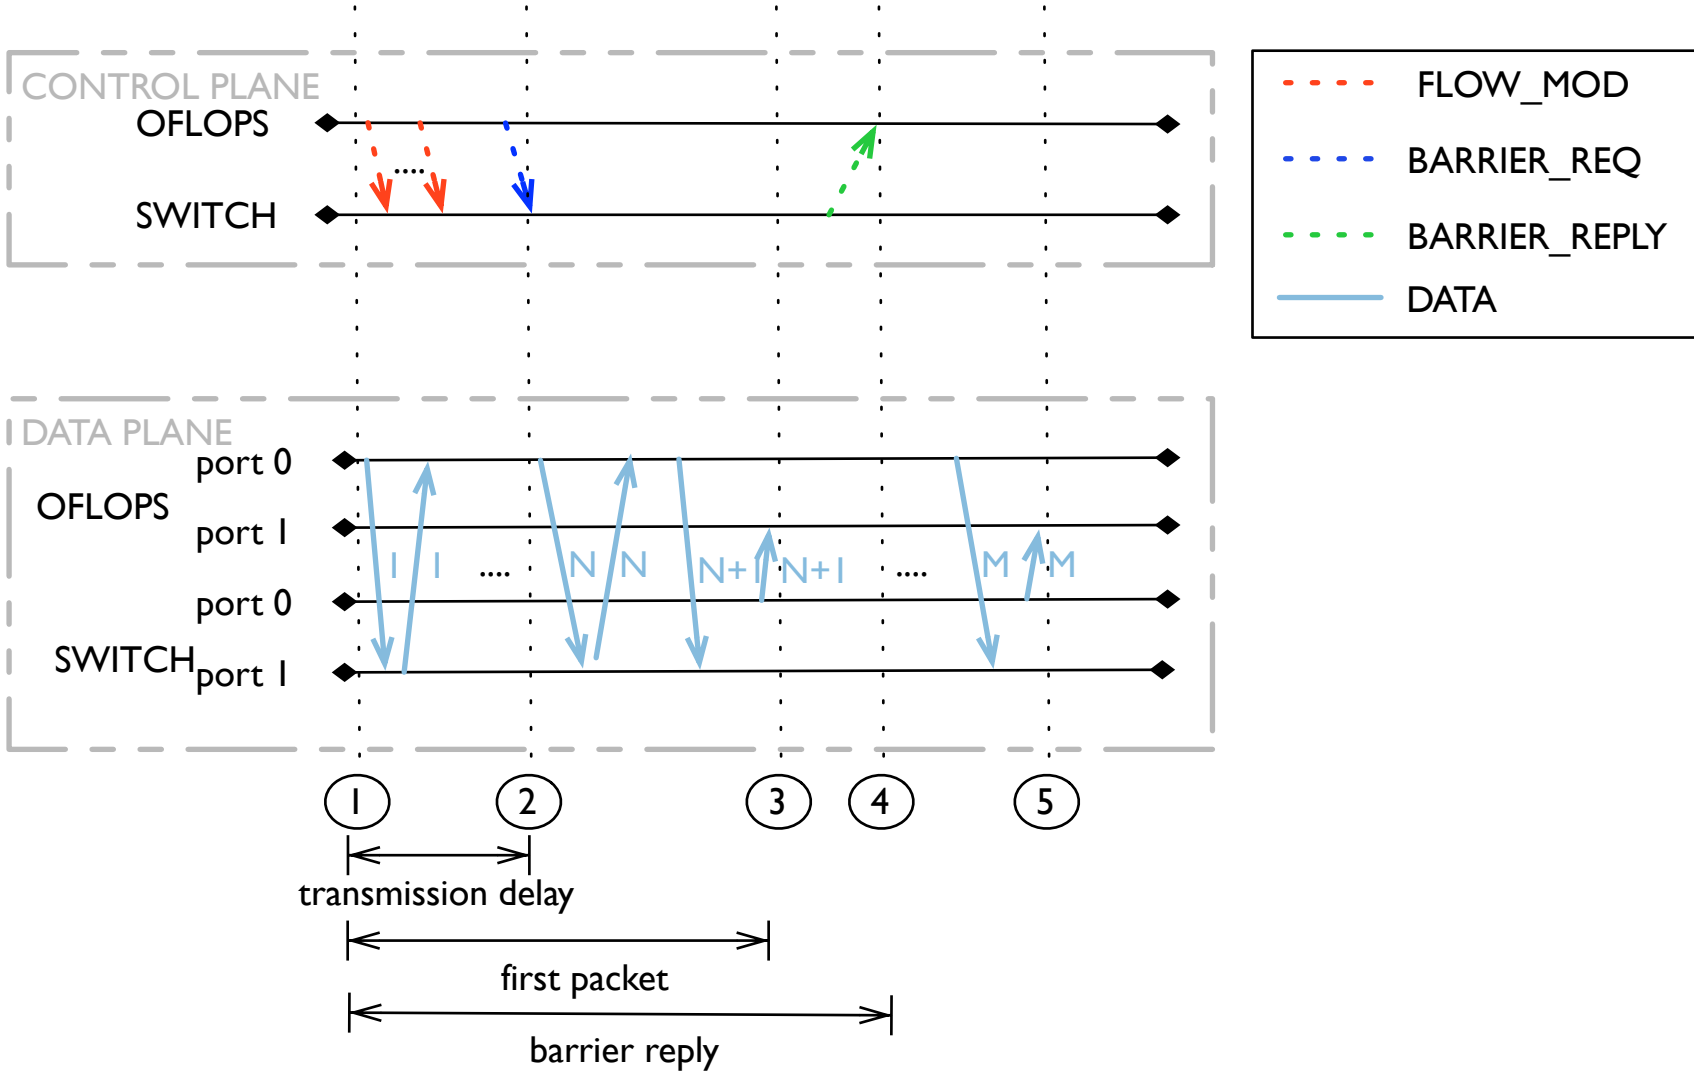 CONTROL PLANE
OFLOPS
....
SWITCH
FLOW_MOD
BARRIER_REQ
BARRIER_REPLY
DATA
DATA PLANE
port 0
OFLOPS
port 1
1 1 .... N N N+1 N+1 .... M M
port 0
SWITCH
port 1
1 2 3 4 5
transmission delay
first packet
barrier reply